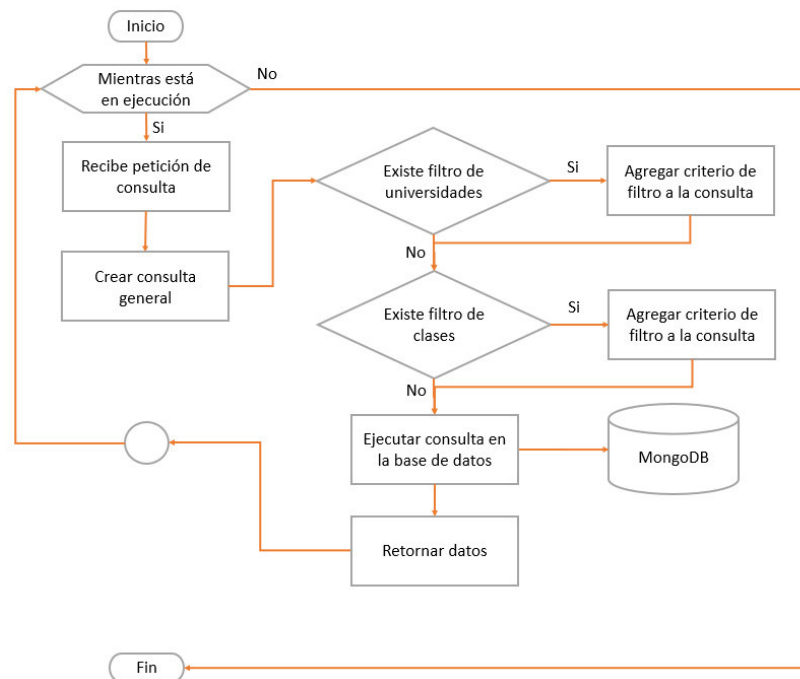 Inicio
Mientras está
en ejecución
No
Si
Recibe petición de
consulta
Crear consulta
general
Existe filtro de
universidades
Si
Agregar criterio de
filtro a la consulta
No
Existe filtro de
clases
Si
Agregar criterio de
filtro a la consulta
No
Ejecutar consulta en
la base de datos
MongoDB
Retornar datos
Fin